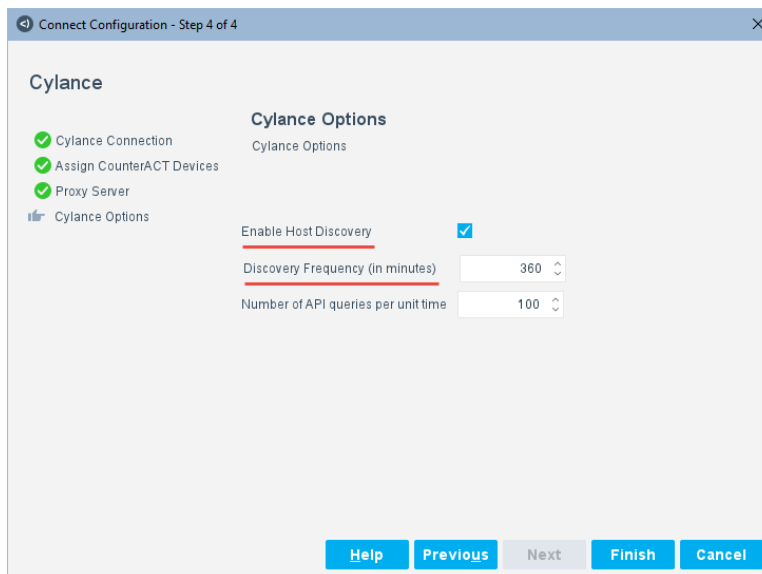 Connect Configuration - Step 4 of 4
Cylance
Cylance Connection
Assign CounterACT Devices
Proxy Server
Cylance Options
Cylance Options
Cylance Options
Enable Host Discovery
Discovery Frequency (in minutes) 360
Number of API queries per unit time 100
Help Previous Next Finish Cancel